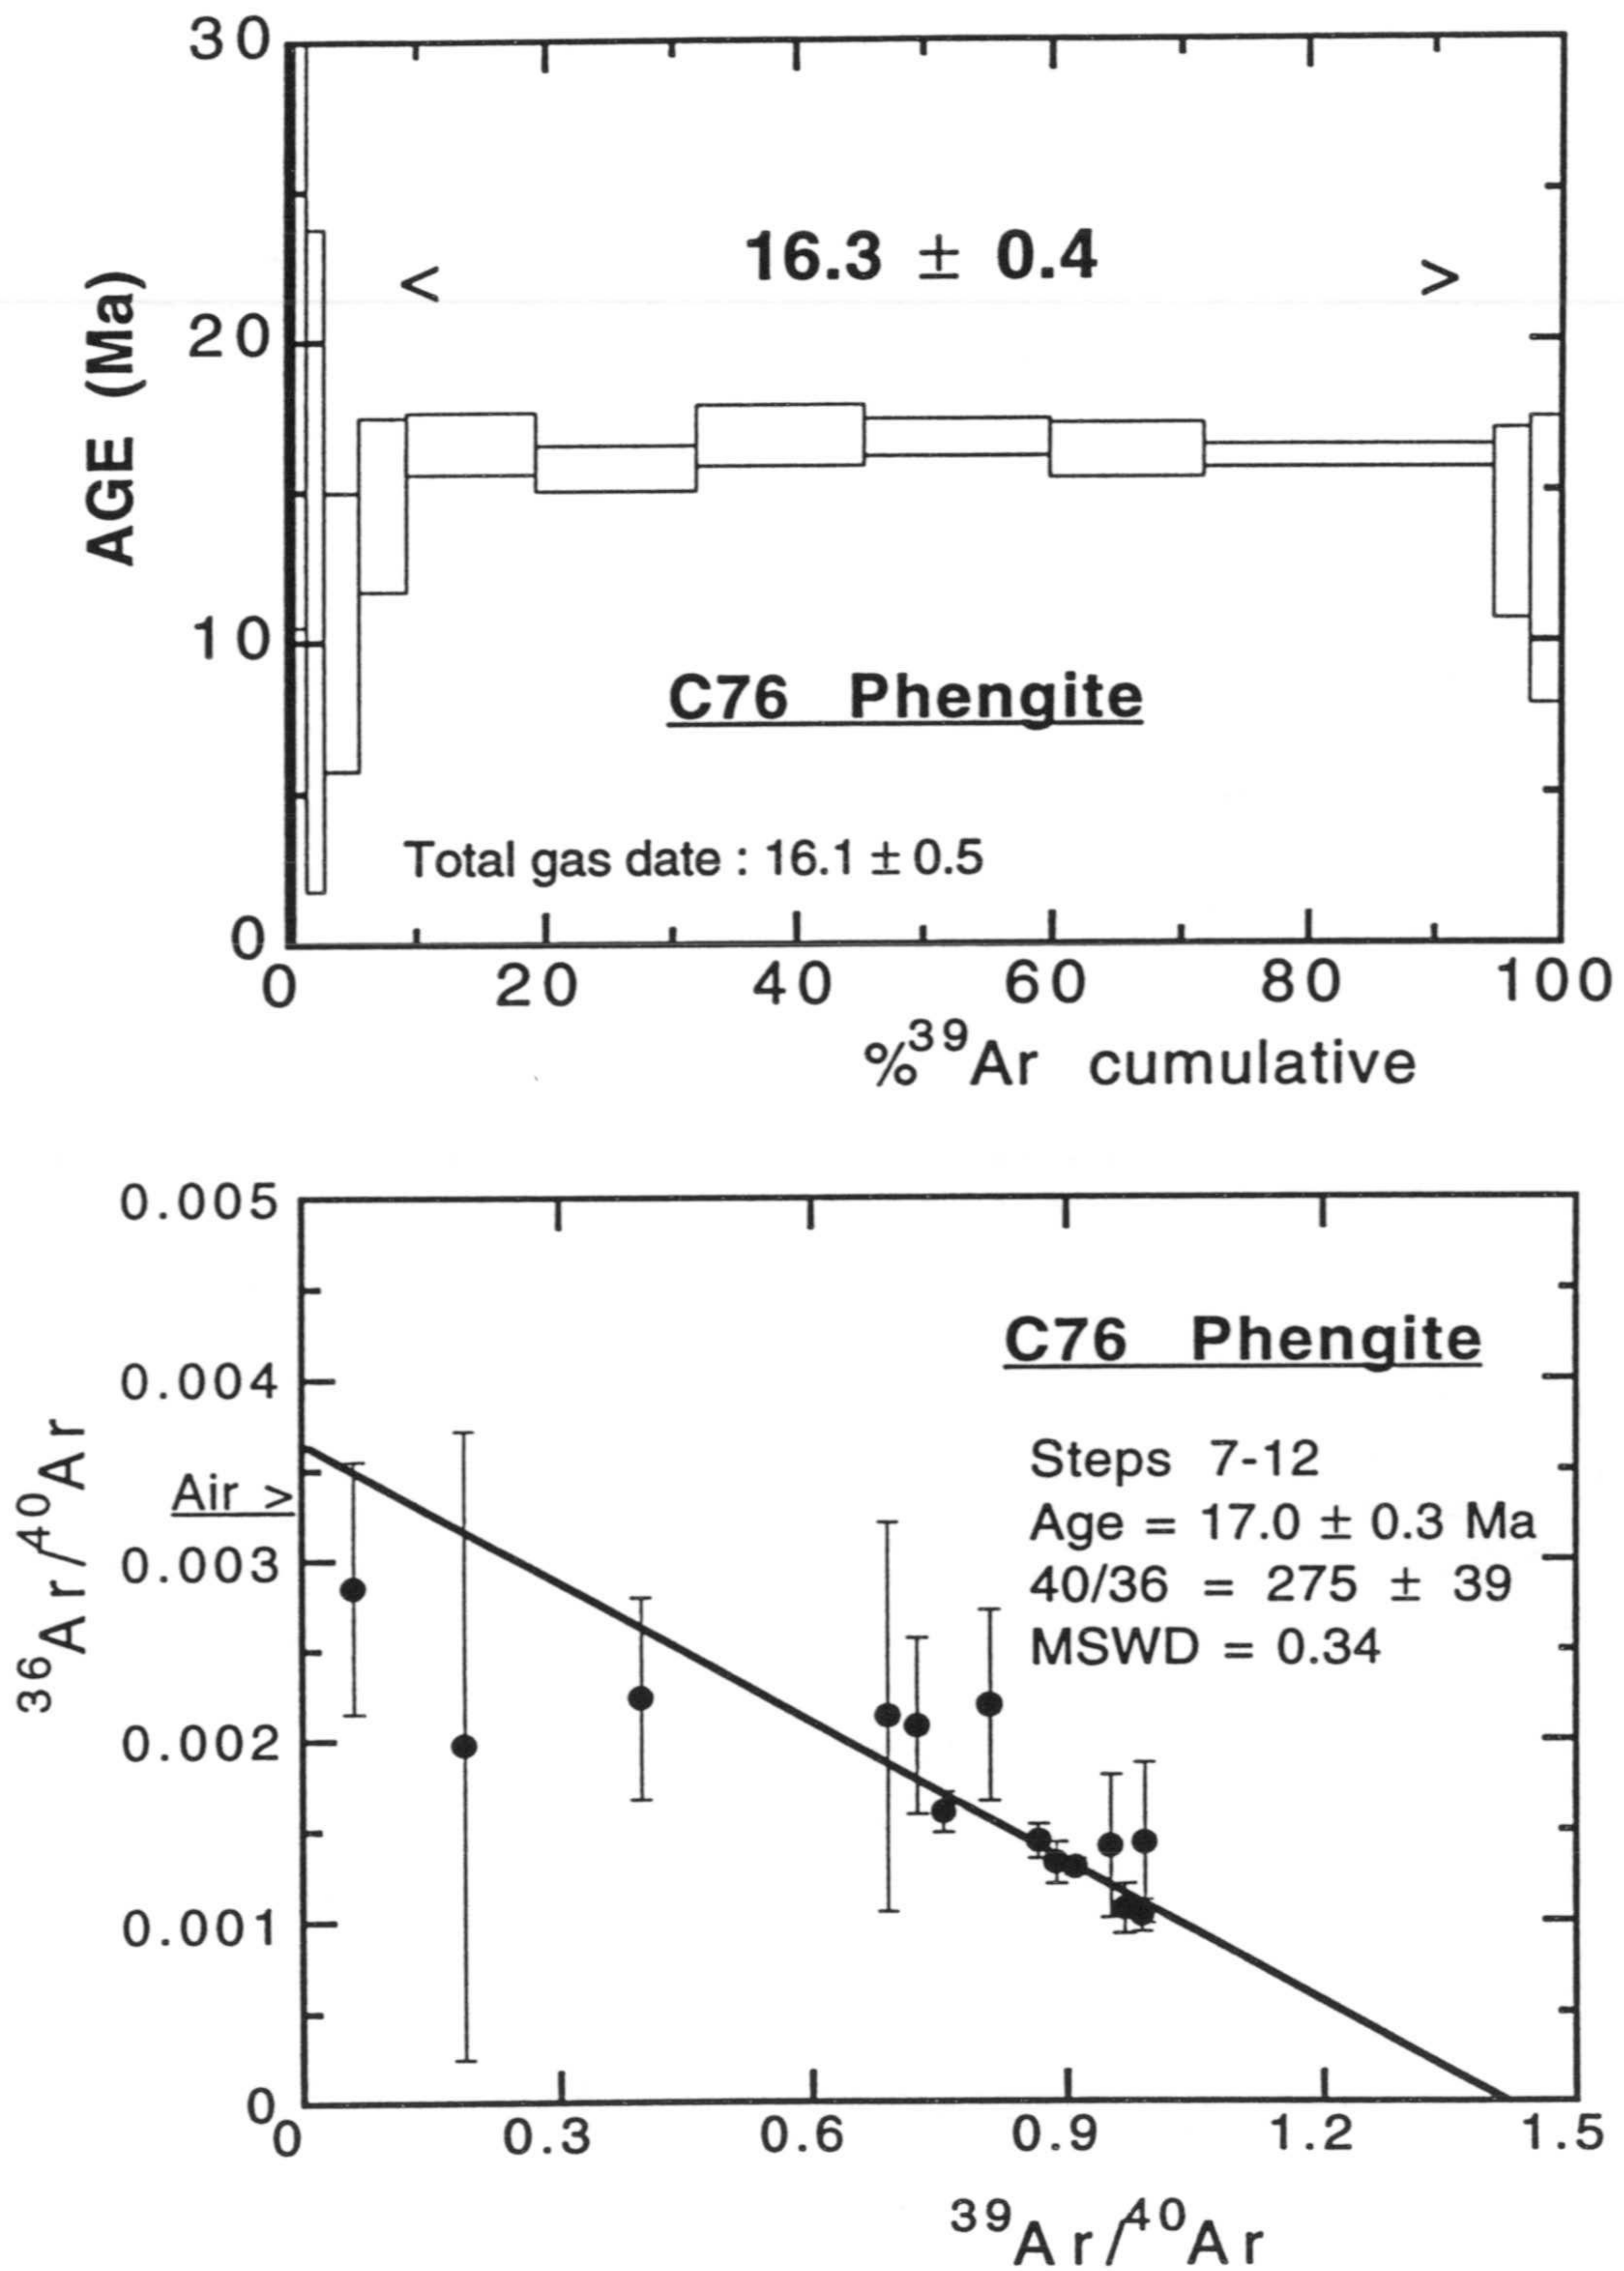 30
20
10
0
AGE (Ma)
< 16.3 ± 0.4 >
C76 Phengite
Total gas date : 16.1 ± 0.5
0 20 40 60 80 100
%³⁹Ar cumulative
0.005
0.004
0.003
0.002
0.001
0
Air >
³⁶Ar/⁴⁰Ar
C76 Phengite
Steps 7-12
Age = 17.0 ± 0.3 Ma
40/36 = 275 ± 39
MSWD = 0.34
0 0.3 0.6 0.9 1.2 1.5
³⁹Ar/⁴⁰Ar